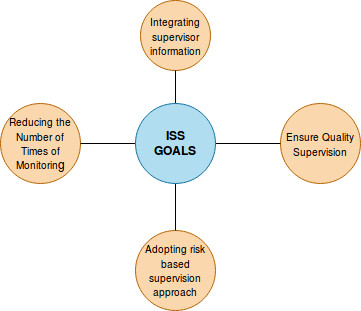 Integrating
supervisor
information
Reducing the
Number of
Times of
Monitoring
ISS
GOALS
Ensure Quality
Supervision
Adopting risk
based
supervision
approach